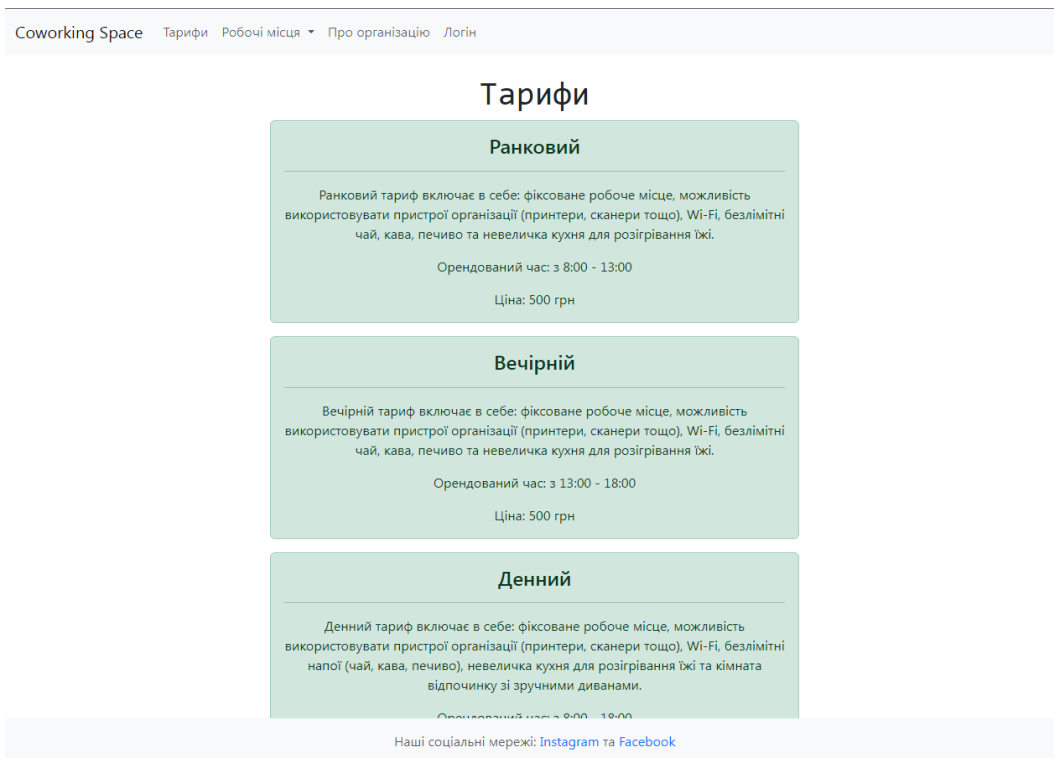 Coworking Space Тарифи Робочі місця Про організацію Логін
Тарифи
Ранковий
Ранковий тариф включає в себе: фіксоване робоче місце, можливість
використовувати пристрої організації (принтери, сканери тощо), Wi-Fi, безлімітні
чай, кава, печиво та невеличка кухня для розігрівання їжі.
Орендований час: з 8:00 - 13:00
Ціна: 500 грн
Вечірній
Вечірній тариф включає в себе: фіксоване робоче місце, можливість
використовувати пристрої організації (принтери, сканери тощо), Wi-Fi, безлімітні
чай, кава, печиво та невеличка кухня для розігрівання їжі.
Орендований час: з 13:00 - 18:00
Ціна: 500 грн
Денний
Денний тариф включає в себе: фіксоване робоче місце, можливість
використовувати пристрої організації (принтери, сканери тощо), Wi-Fi, безлімітні
напої (чай, кава, печиво), невеличка кухня для розігрівання їжі та кімната
відпочинку зі зручними диванами.
Орендований час: з 8:00 - 18:00
Наші соціальні мережі: Instagram та Facebook